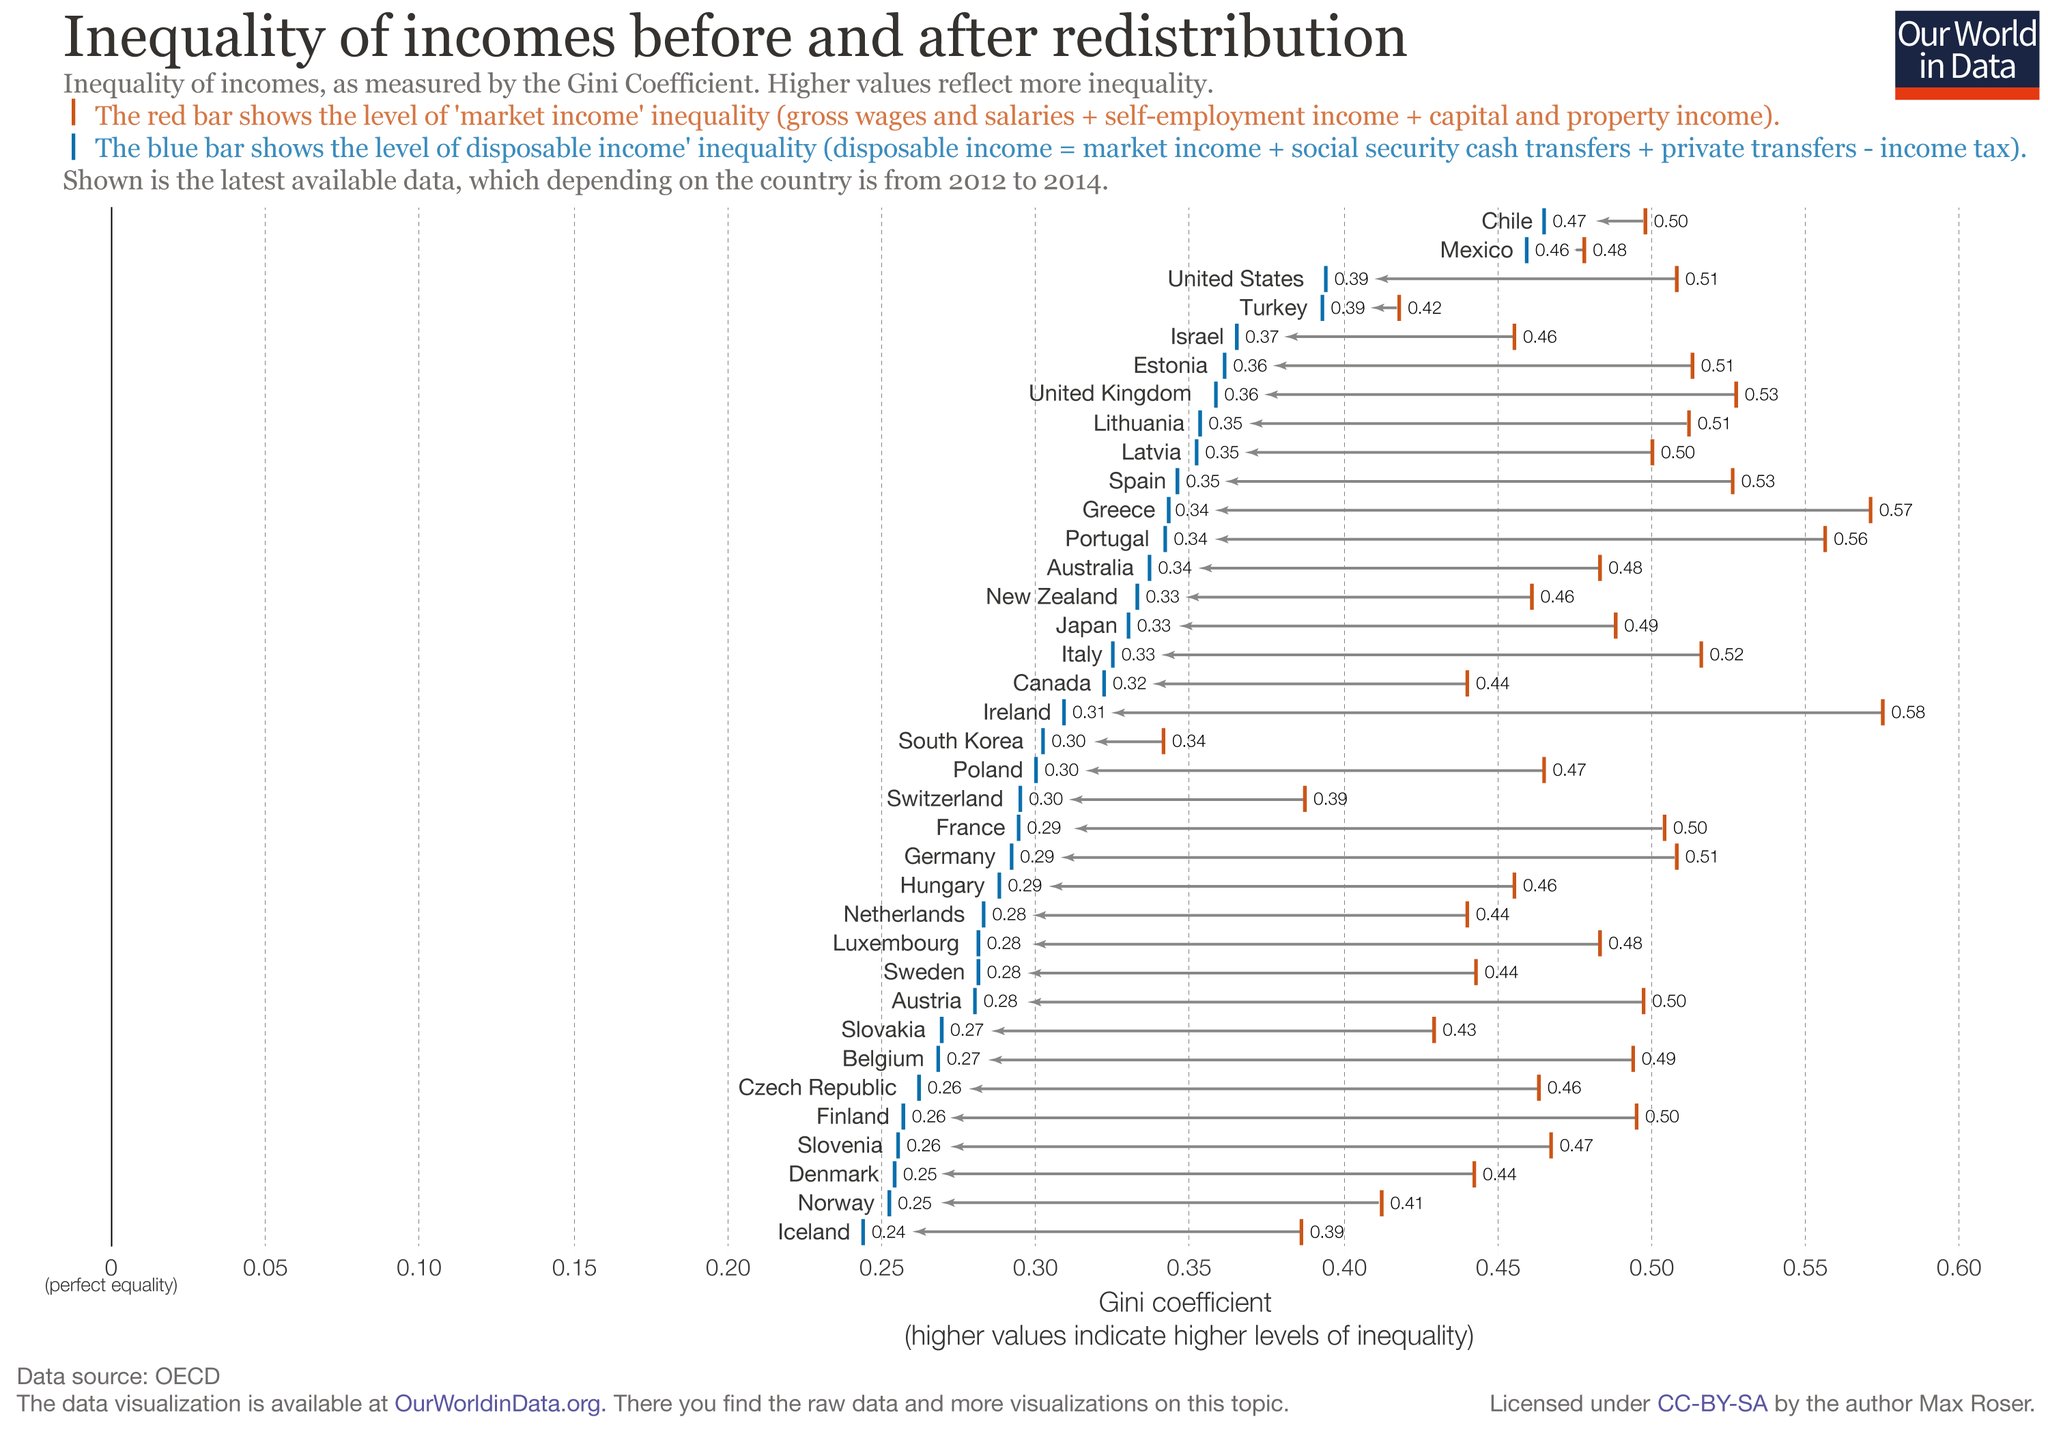 Inequality of incomes before and after redistribution
Our World
in Data
Inequality of incomes, as measured by the Gini Coefficient. Higher values reflect more inequality.
The red bar shows the level of 'market income' inequality (gross wages and salaries + self-employment income + capital and property income).
The blue bar shows the level of disposable income' inequality (disposable income = market income + social security cash transfers + private transfers - income tax).
Shown is the latest available data, which depending on the country is from 2012 to 2014.
Chile 0.47 0.50
Mexico 0.46 0.48
United States 0.39 0.51
Turkey 0.39 0.42
Israel 0.37 0.46
Estonia 0.36 0.51
United Kingdom 0.36 0.53
Lithuania 0.35 0.51
Latvia 0.35 0.50
Spain 0.35 0.53
Greece 0.34 0.57
Portugal 0.34 0.56
Australia 0.34 0.48
New Zealand 0.33 0.46
Japan 0.33 0.49
Italy 0.33 0.52
Canada 0.32 0.44
Ireland 0.31 0.58
South Korea 0.30 0.34
Poland 0.30 0.47
Switzerland 0.30 0.39
France 0.29 0.50
Germany 0.29 0.51
Hungary 0.29 0.46
Netherlands 0.28 0.44
Luxembourg 0.28 0.48
Sweden 0.28 0.44
Austria 0.28 0.50
Slovakia 0.27 0.43
Belgium 0.27 0.49
Czech Republic 0.26 0.46
Finland 0.26 0.50
Slovenia 0.26 0.47
Denmark 0.25 0.44
Norway 0.25 0.41
Iceland 0.24 0.39
0 0.05 0.10 0.15 0.20 0.25 0.30 0.35 0.40 0.45 0.50 0.55 0.60
(perfect equality)
Gini coefficient
(higher values indicate higher levels of inequality)
Data source: OECD
The data visualization is available at OurWorldinData.org. There you find the raw data and more visualizations on this topic.
Licensed under CC-BY-SA by the author Max Roser.